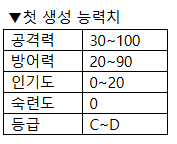 ▼첫 생성 능력치
공격력 30~100
방어력 20~90
인기도 0~20
숙련도 0
등급 C~D